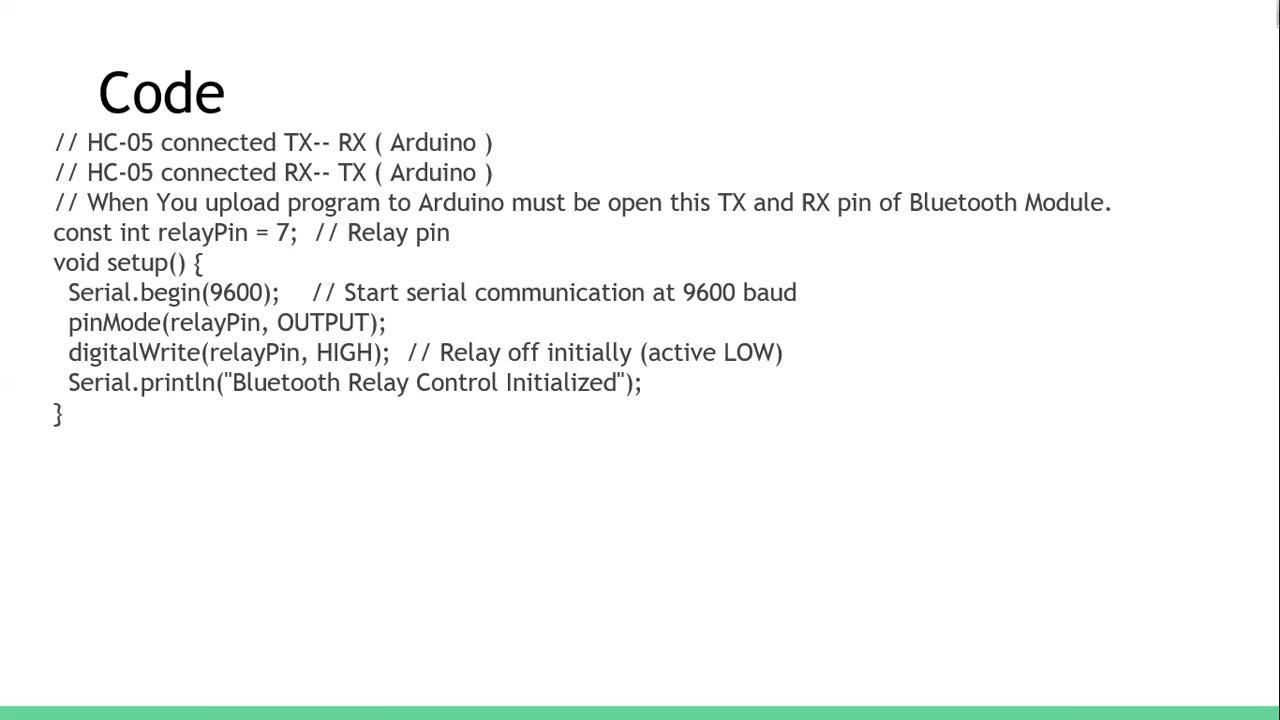 Code
// HC-05 connected TX-- RX ( Arduino )
// HC-05 connected RX-- TX ( Arduino )
// When You upload program to Arduino must be open this TX and RX pin of Bluetooth Module.
const int relayPin = 7;  // Relay pin
void setup() {
  Serial.begin(9600);    // Start serial communication at 9600 baud
  pinMode(relayPin, OUTPUT);
  digitalWrite(relayPin, HIGH);  // Relay off initially (active LOW)
  Serial.println("Bluetooth Relay Control Initialized");
}